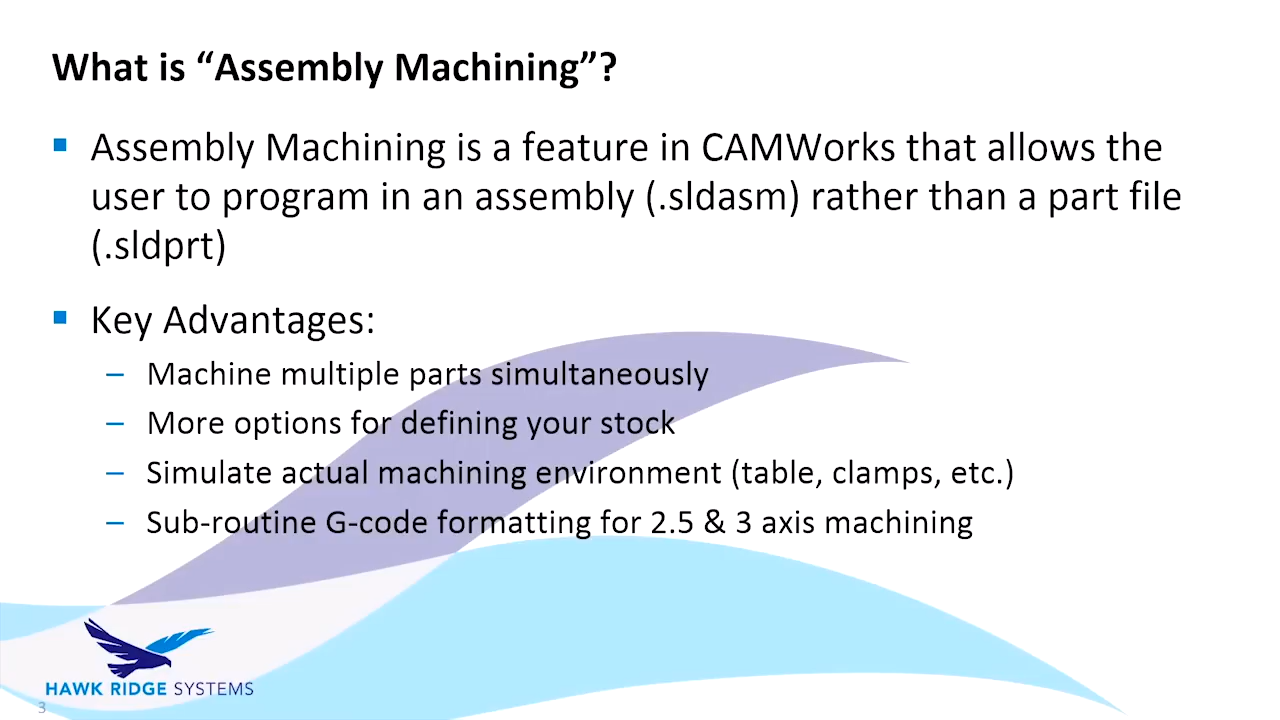 What is “Assembly Machining”?
▪ Assembly Machining is a feature in CAMWorks that allows the
user to program in an assembly (.sldasm) rather than a part file
(.sldprt)
▪ Key Advantages:
– Machine multiple parts simultaneously
– More options for defining your stock
– Simulate actual machining environment (table, clamps, etc.)
– Sub-routine G-code formatting for 2.5 & 3 axis machining
HAWK RIDGE SYSTEMS
3